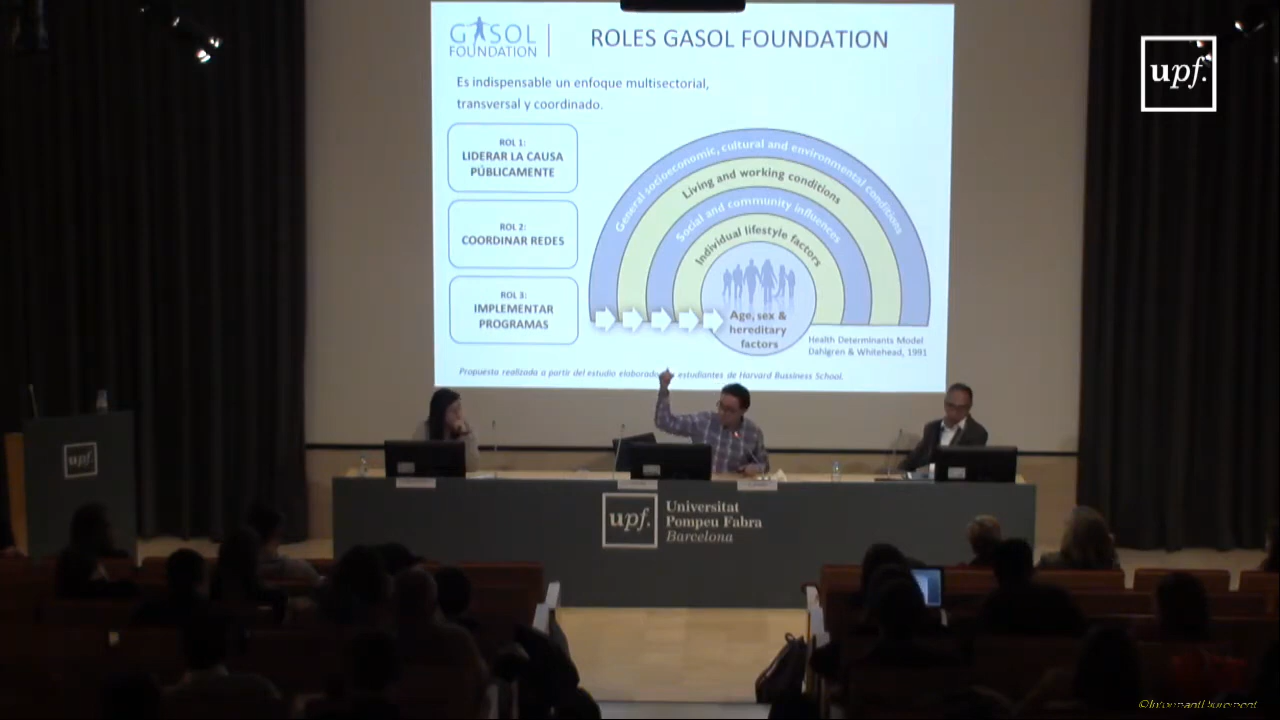 GASOL
FOUNDATION
ROLES GASOL FOUNDATION
upf.
Es indispensable un enfoque multisectorial,
transversal y coordinado.
ROL 1:
LIDERAR LA CAUSA
PÚBLICAMENTE
ROL 2:
COORDINAR REDES
ROL 3:
IMPLEMENTAR
PROGRAMAS
General socioeconomic, cultural and environmental conditions
Living and working conditions
Social and community influences
Individual lifestyle factors
Age, sex &
hereditary
factors
Health Determinants Model
Dahlgren & Whitehead, 1991
Propuesta realizada a partir del estudio elaborado estudiantes de Harvard Bussiness School.
upf.
upf.
Universitat
Pompeu Fabra
Barcelona